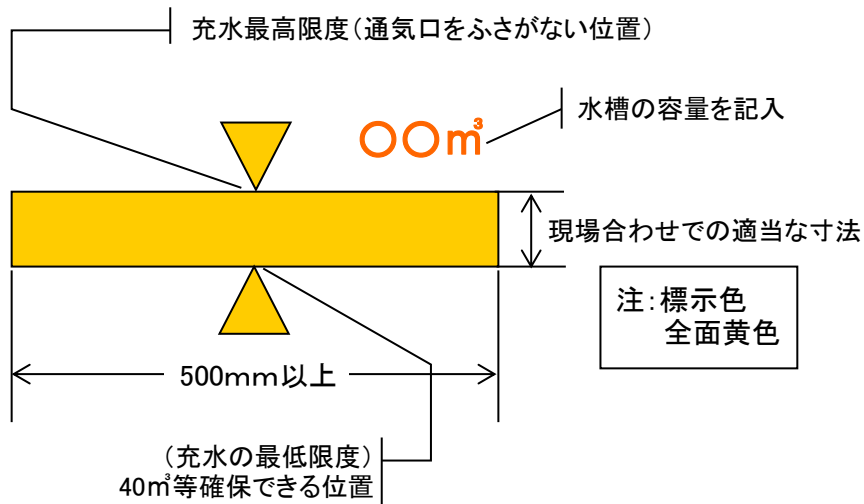 充水最高限度(通気口をふさがない位置)
〇〇㎥
水槽の容量を記入
現場合わせでの適当な寸法
注:標示色
全面黄色
500mm以上
(充水の最低限度)
40㎥等確保できる位置